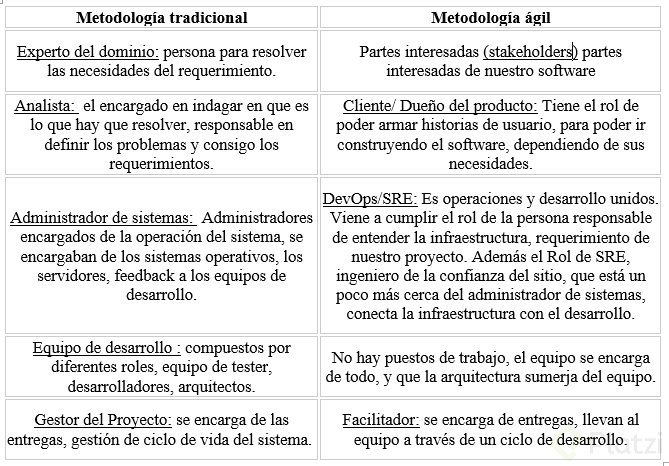 Metodología tradicional
Experto del dominio: persona para resolver
las necesidades del requerimiento.
Analista: el encargado en indagar en que es
lo que hay que resolver, responsable en
definir los problemas y consigo los
requerimientos.
Administrador de sistemas: Administradores
encargados de la operación del sistema, se
encargaban de los sistemas operativos, los
servidores, feedback a los equipos de
desarrollo.
Equipo de desarrollo : compuestos por
diferentes roles, equipo de tester,
desarrolladores, arquitectos.
Gestor del Proyecto: se encarga de las
entregas, gestión de ciclo de vida del sistema.
Metodología ágil
Partes interesadas (stakeholders) partes
interesadas de nuestro software
Cliente/ Dueño del producto: Tiene el rol de
poder armar historias de usuario, para poder ir
construyendo el software, dependiendo de sus
necesidades.
DevOps/SRE: Es operaciones y desarrollo unidos.
Viene a cumplir el rol de la persona responsable
de entender la infraestructura, requerimiento de
nuestro proyecto. Además el Rol de SRE,
ingeniero de la confianza del sitio, que está un
poco más cerca del administrador de sistemas,
conecta la infraestructura con el desarrollo.
No hay puestos de trabajo, el equipo se encarga
de todo, y que la arquitectura sumerja del equipo.
Facilitador: se encarga de entregas, llevan al
equipo a través de un ciclo de desarrollo.
Platzi